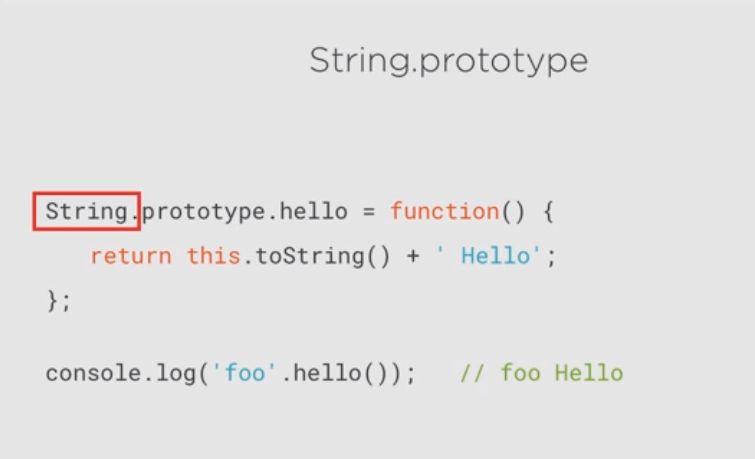 String.prototype
String.prototype.hello = function() {
return this.toString() + ' Hello';
};
console.log('foo'.hello()); // foo Hello